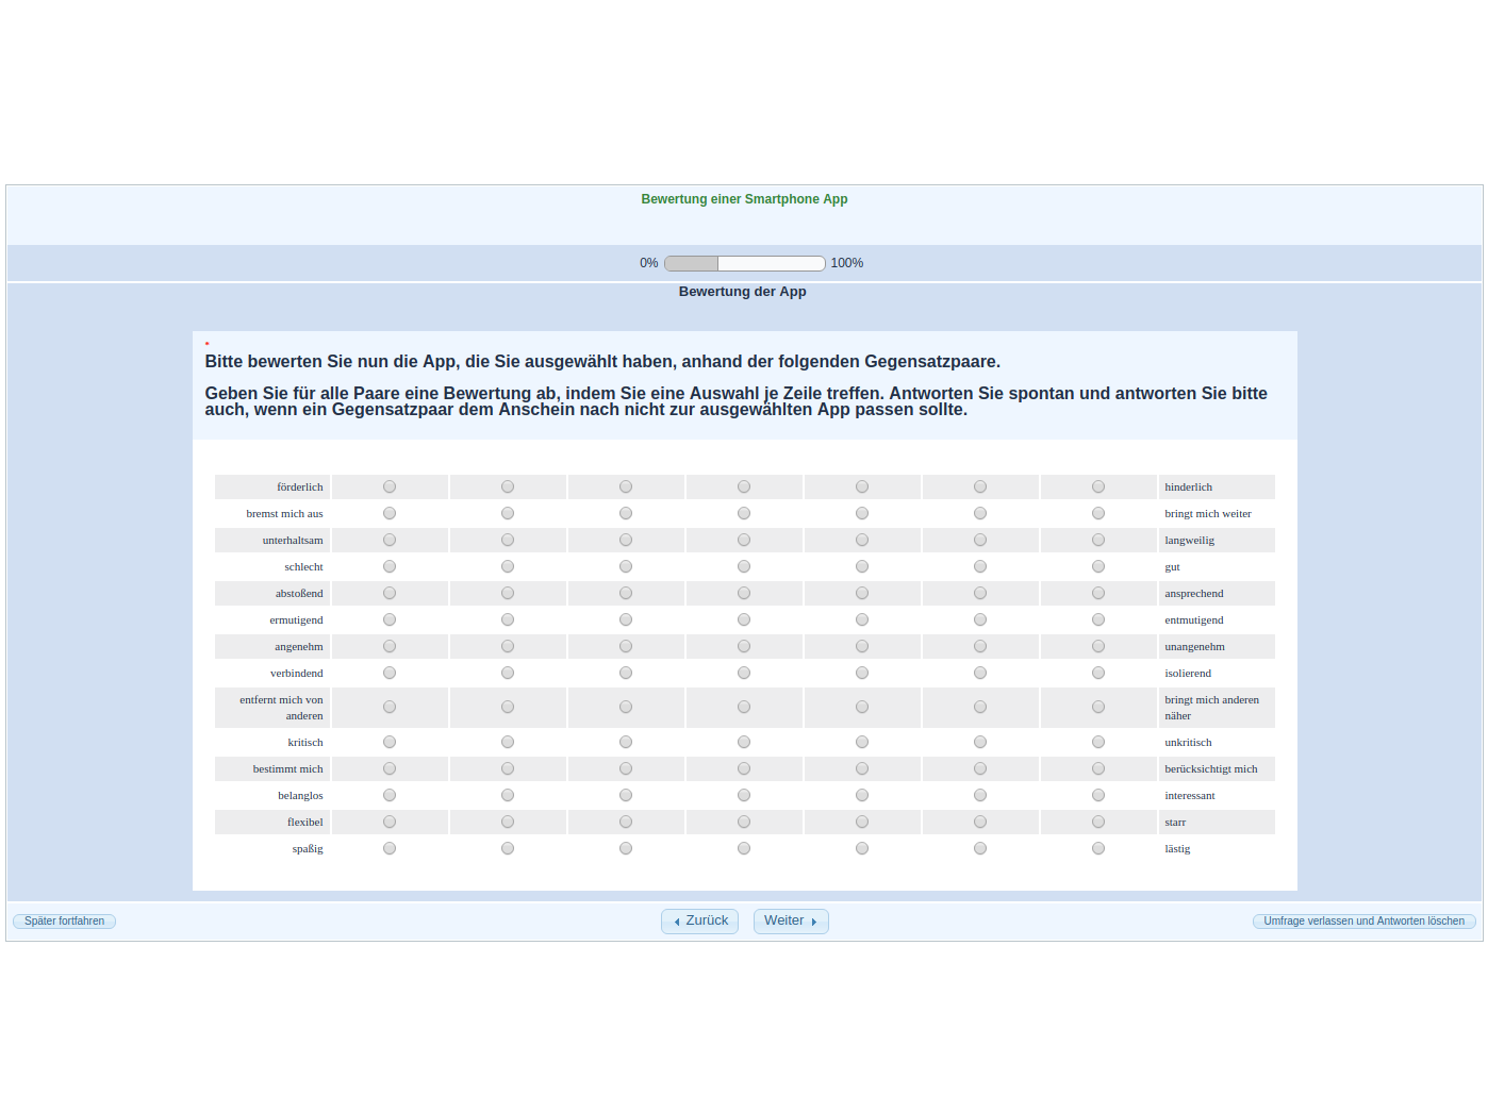 Bewertung einer Smartphone App
0% 100%
Bewertung der App
*
Bitte bewerten Sie nun die App, die Sie ausgewählt haben, anhand der folgenden Gegensatzpaare.
Geben Sie für alle Paare eine Bewertung ab, indem Sie eine Auswahl je Zeile treffen. Antworten Sie spontan und antworten Sie bitte
auch, wenn ein Gegensatzpaar dem Anschein nach nicht zur ausgewählten App passen sollte.
förderlich hinderlich
bremst mich aus bringt mich weiter
unterhaltsam langweilig
schlecht gut
abstoßend ansprechend
ermutigend entmutigend
angenehm unangenehm
verbindend isolierend
entfernt mich von bringt mich anderen
anderen näher
kritisch unkritisch
bestimmt mich berücksichtigt mich
belanglos interessant
flexibel starr
spaßig lästig
Später fortfahren Zurück Weiter Umfrage verlassen und Antworten löschen